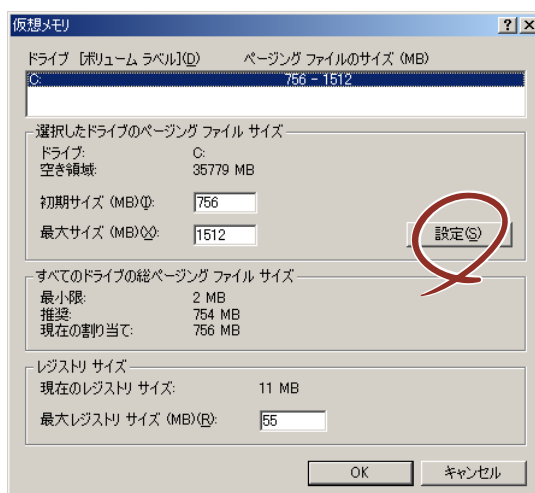 仮想メモリ
ドライブ [ボリューム ラベル](D) ページング ファイルのサイズ (MB)
C: 756 - 1512
選択したドライブのページング ファイル サイズ
ドライブ: C:
空き領域: 35779 MB
初期サイズ (MB)(I): 756
最大サイズ (MB)(X): 1512
設定(S)
すべてのドライブの総ページング ファイル サイズ
最小限: 2 MB
推奨: 754 MB
現在の割り当て: 756 MB
レジストリ サイズ
現在のレジストリ サイズ: 11 MB
最大レジストリ サイズ (MB)(R): 55
OK キャンセル